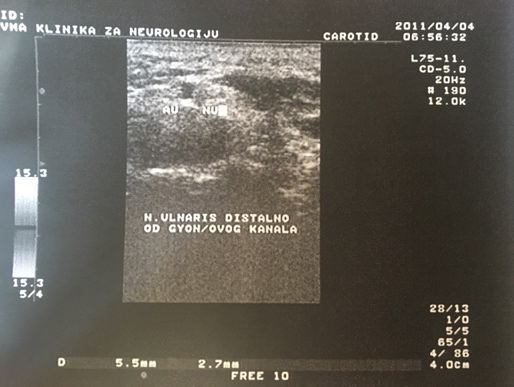 ID:
VMA KLINIKA ZA NEUROLOGIJU
CAROTID
2011/04/04
06:56:32
L75-11.
CD-5.0
20Hz
# 190
12.0k
AU NU
15.3
N.VLNARIS DISTALNO
OD GYON/OVOG KANALA
15.3
5/4
28/13
1/0
5/5
65/1
4/ 86
4.0cm
D 5.5mm 2.7mm
FREE 10